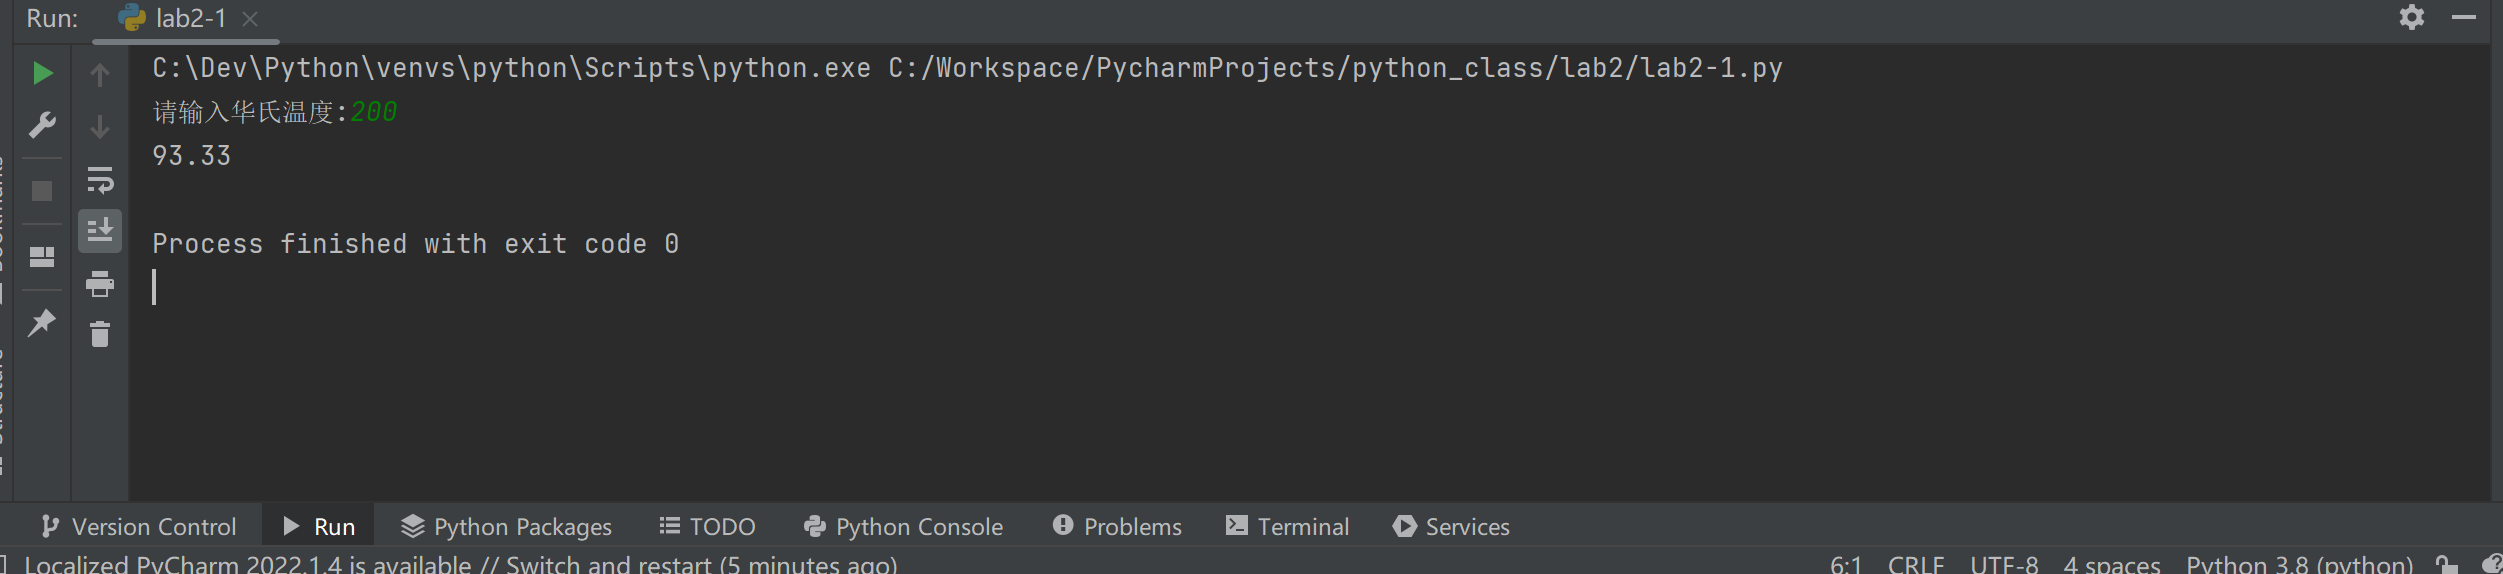 Run: lab2-1
C:\Dev\Python\venvs\python\Scripts\python.exe C:/Workspace/PycharmProjects/python_class/lab2/lab2-1.py
请输入华氏温度:200
93.33
Process finished with exit code 0
Version Control Run Python Packages TODO Python Console Problems Terminal Services
Localized PyCharm 2022.1.4 is available // Switch and restart (5 minutes ago) 6:1 CRLF UTF-8 4 spaces Python 3.8 (python)